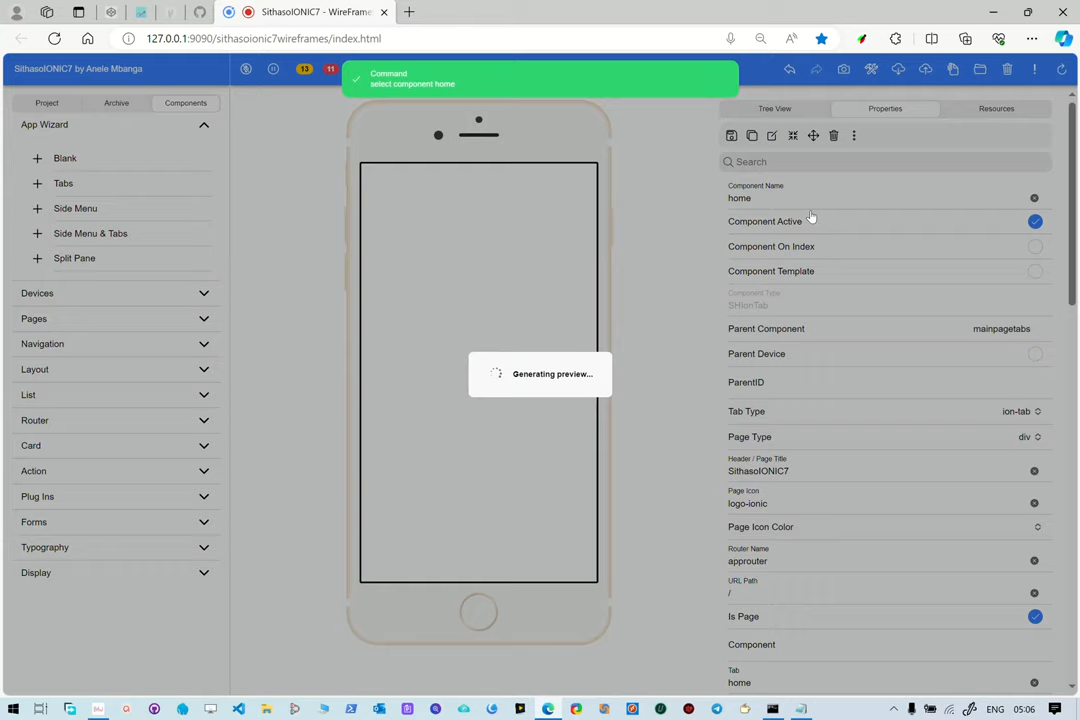 SithasoIONIC7 - WireFrame
127.0.0.1:9090/sithasoionic7wireframes/index.html
SithasoIONIC7 by Anele Mbanga
13
11
Command
select component home
Project
Archive
Components
App Wizard
Blank
Tabs
Side Menu
Side Menu & Tabs
Split Pane
Devices
Pages
Navigation
Layout
List
Router
Card
Action
Plug Ins
Forms
Typography
Display
Generating preview...
Tree View
Properties
Resources
Search
Component Name
home
Component Active
Component On Index
Component Template
Component Type
SHIonTab
Parent Component
mainpagetabs
Parent Device
ParentID
Tab Type
ion-tab
Page Type
div
Header / Page Title
SithasoIONIC7
Page Icon
logo-ionic
Page Icon Color
Router Name
approuter
URL Path
/
Is Page
Component
Tab
home
ENG
05:06